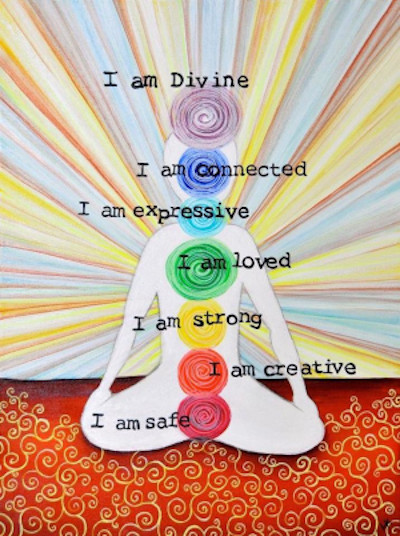 I am Divine
I am connected
I am expressive
I am loved
I am strong
I am creative
I am safe